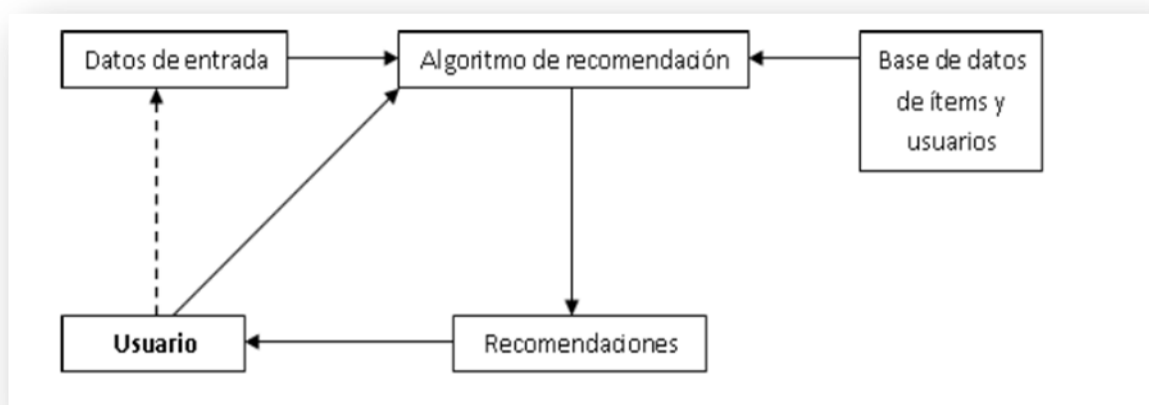 Datos de entrada
Algoritmo de recomendación
Base de datos
de ítems y
usuarios
Usuario
Recomendaciones